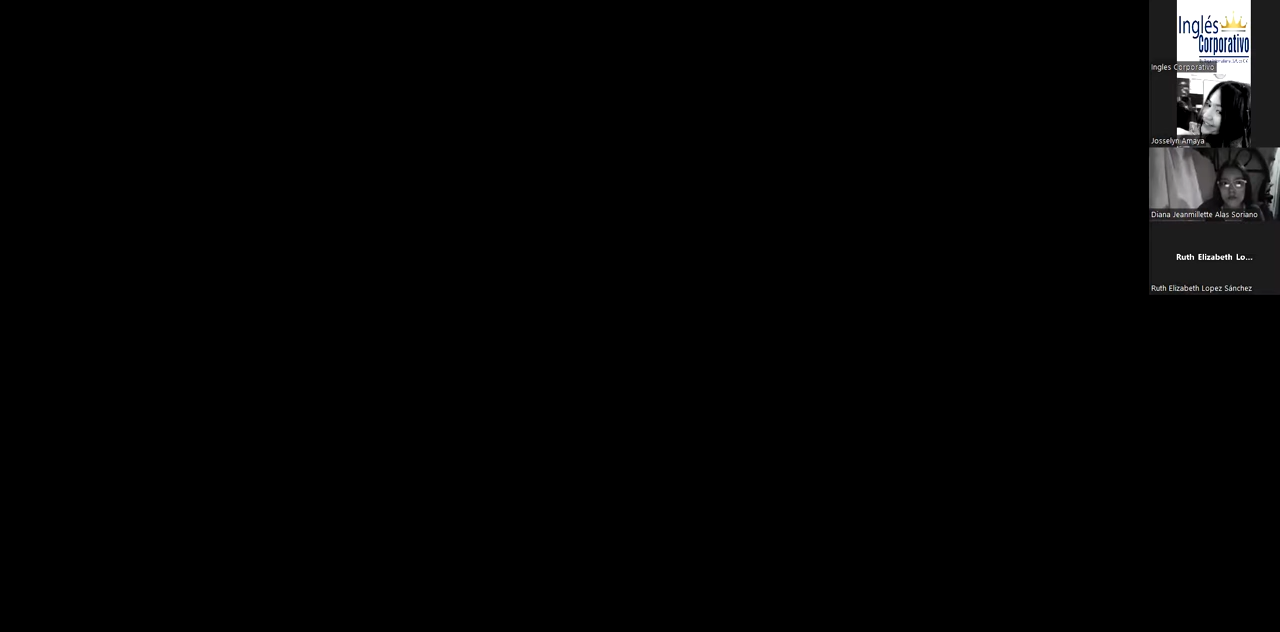 Inglés
Corporativo
Ingles Corporativo
Josselyn Amaya
Diana Jeanmillette Alas Soriano
Ruth Elizabeth Lo...
Ruth Elizabeth Lopez Sánchez